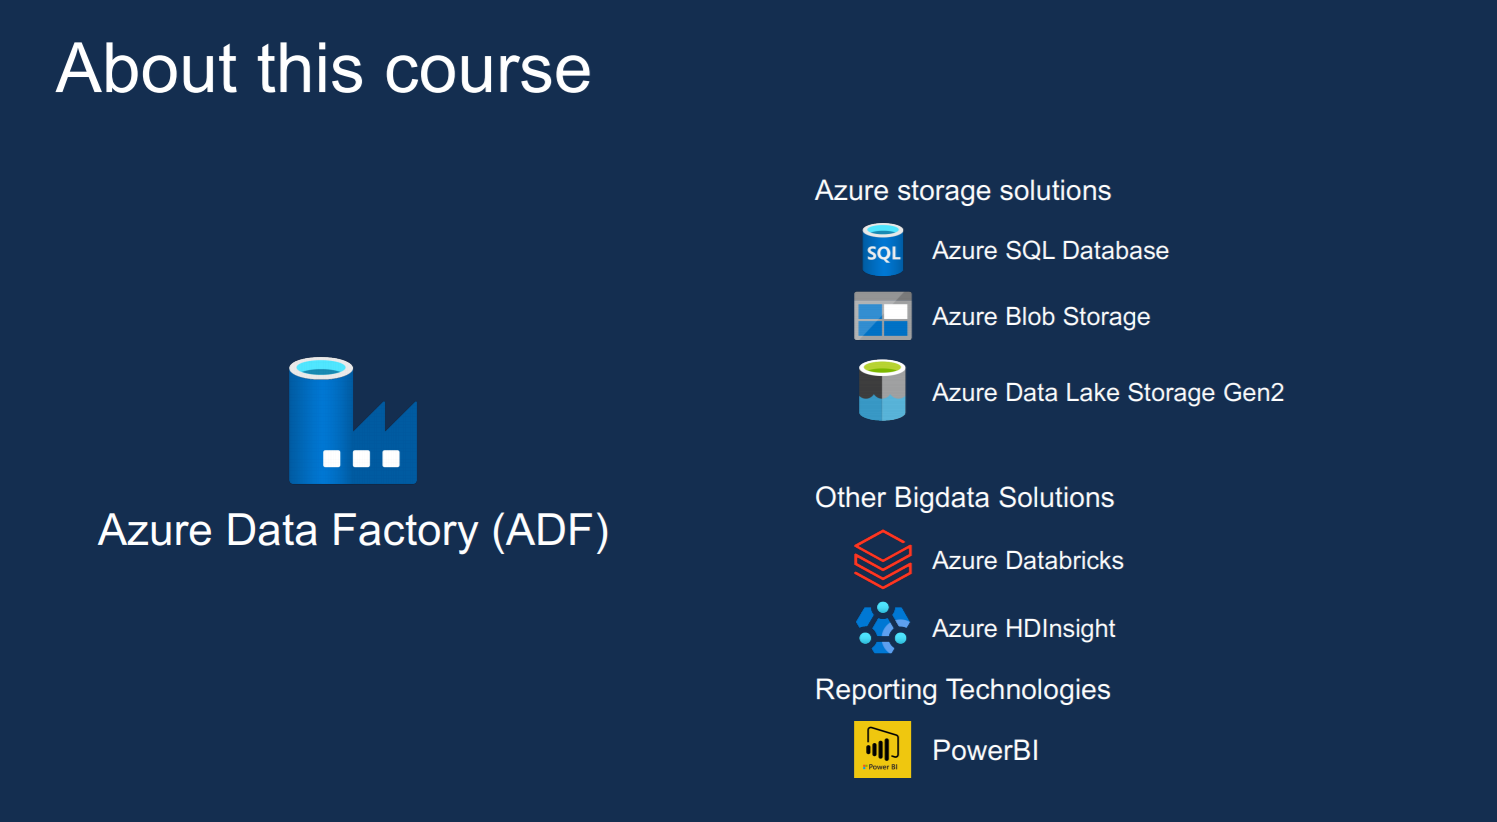 About this course
Azure Data Factory (ADF)
Azure storage solutions
SQL
Azure SQL Database
Azure Blob Storage
Azure Data Lake Storage Gen2
Other Bigdata Solutions
Azure Databricks
Azure HDInsight
Reporting Technologies
Power BI
PowerBI